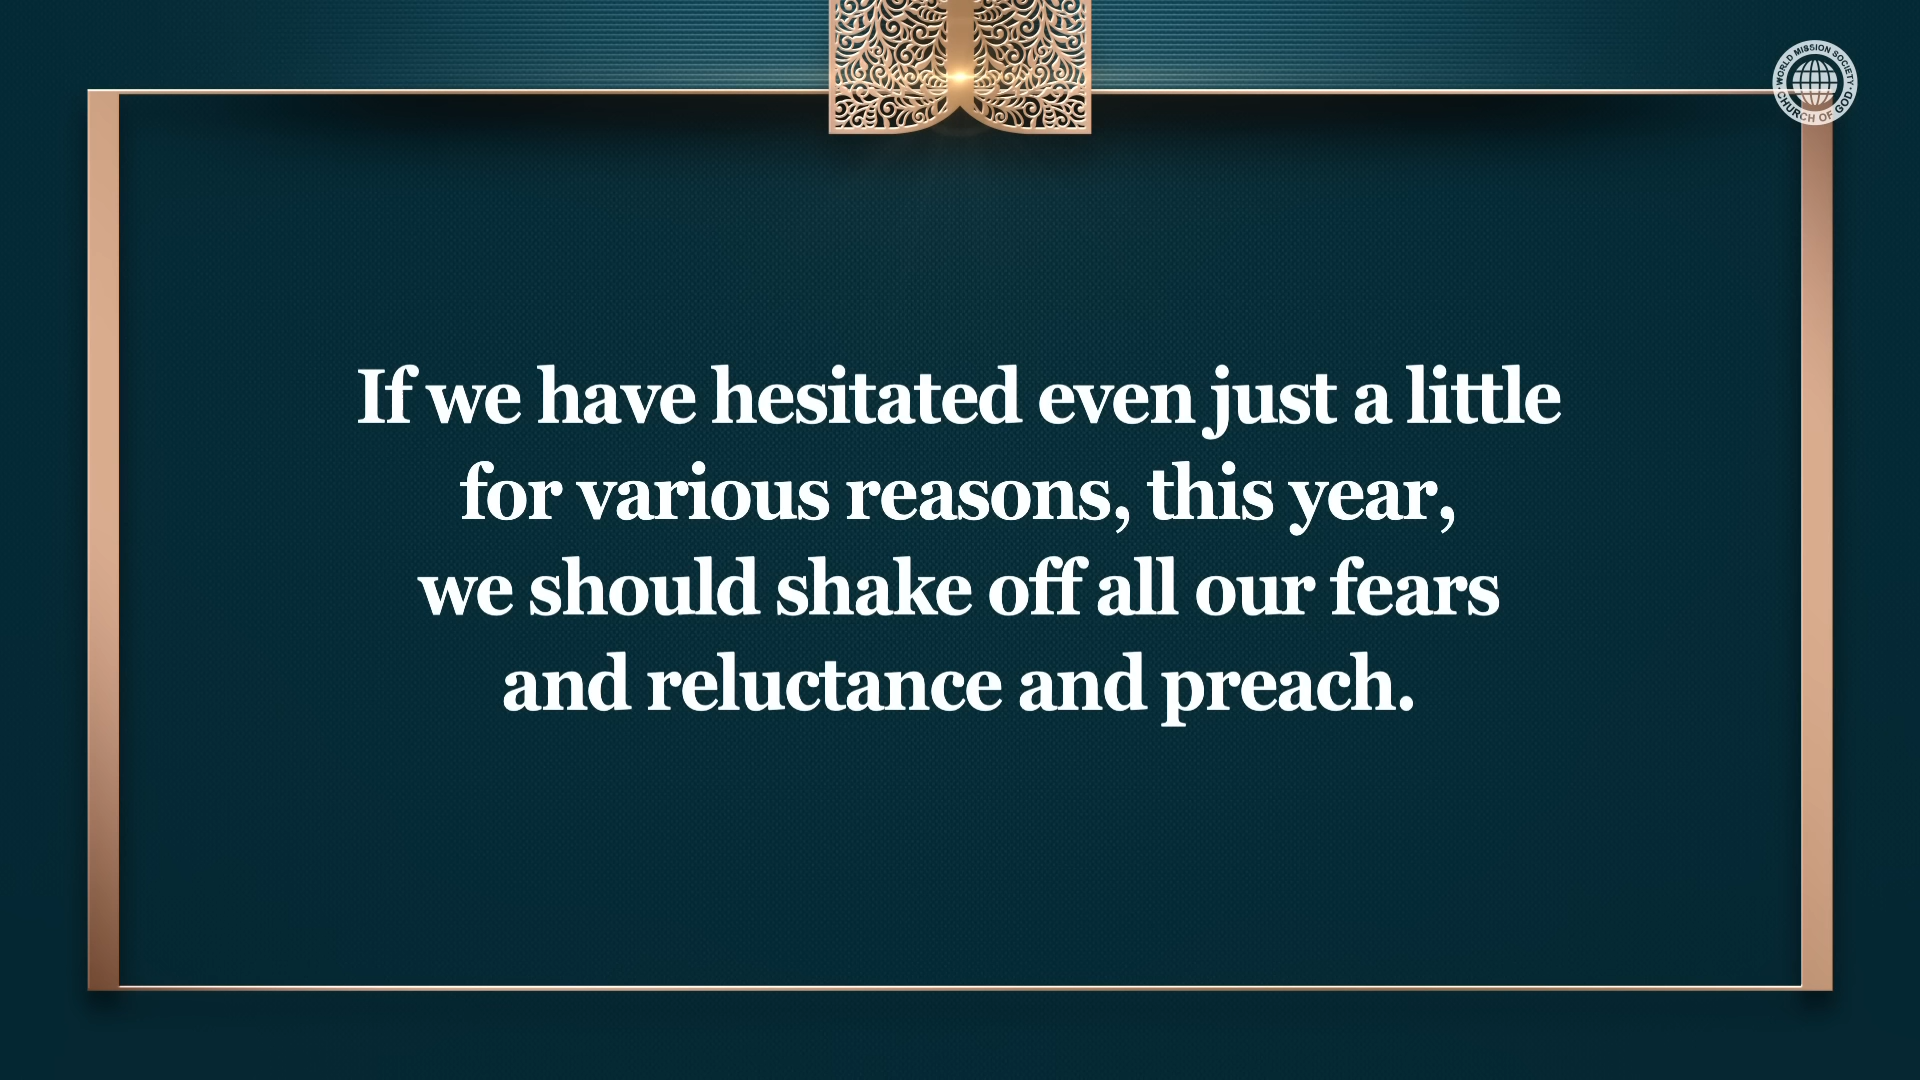 WORLD MISSION SOCIETY
CHURCH OF GOD
If we have hesitated even just a little
for various reasons, this year,
we should shake off all our fears
and reluctance and preach.